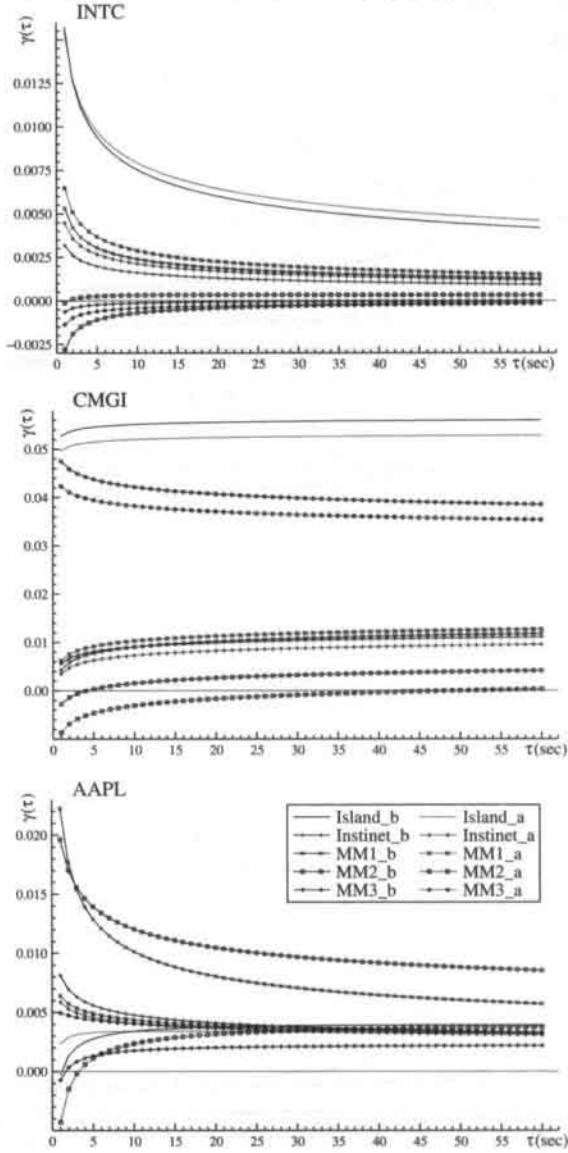 INTC
γ(τ)
0.0125
0.0100
0.0075
0.0050
0.0025
0.0000
−0.0025
0 5 10 15 20 25 30 35 40 45 50 55 τ(sec)
CMGI
γ(τ)
0.05
0.04
0.03
0.02
0.01
0.00
0 5 10 15 20 25 30 35 40 45 50 55 τ(sec)
AAPL
γ(τ)
0.020
0.015
0.010
0.005
0.000
Island_b Island_a
Instinet_b Instinet_a
MM1_b MM1_a
MM2_b MM2_a
MM3_b MM3_a
0 5 10 15 20 25 30 35 40 45 50 55 τ(sec)